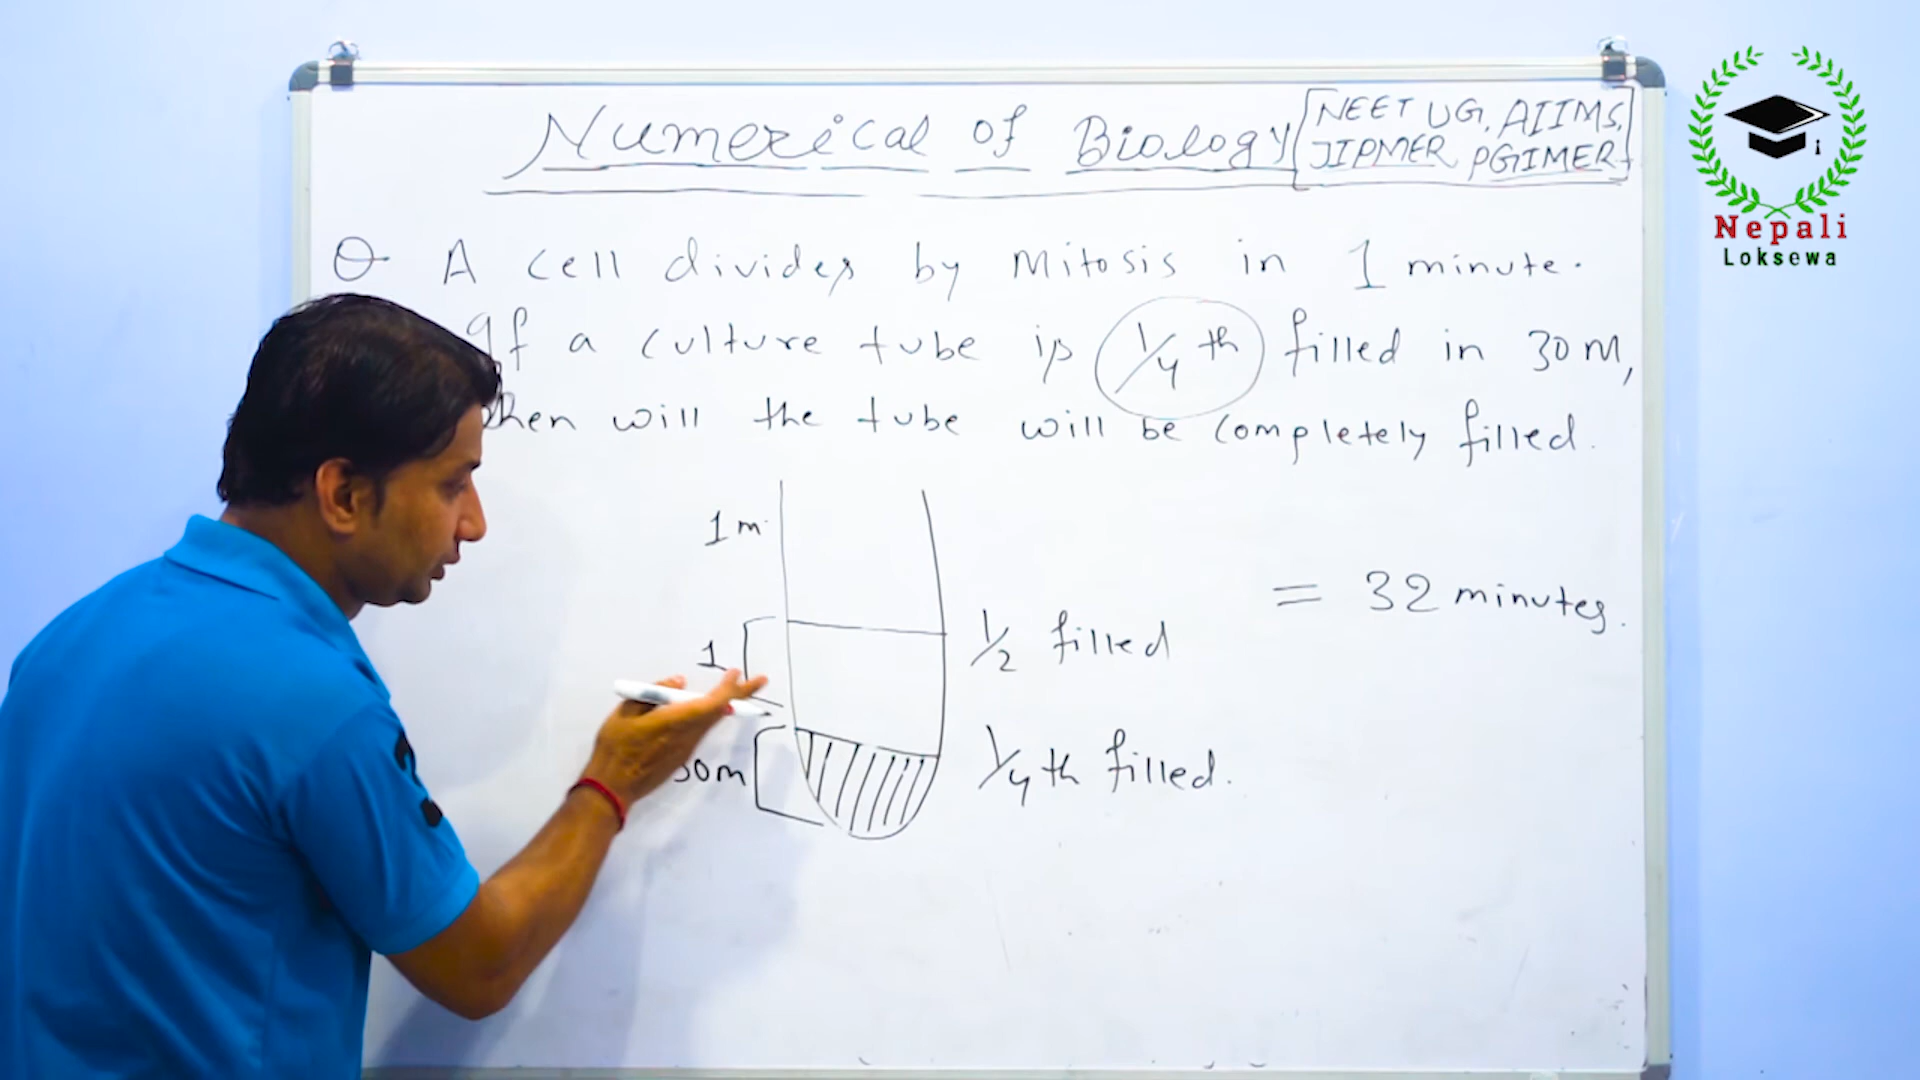 Numerical of Biology
NEET UG, AIIMS,
JIPMER PGIMER
Q A cell divides by Mitosis in 1 minute.
If a culture tube is 1/4th filled in 30M,
When will the tube will be completely filled.
1m
1/2 filled
1
1/4th filled.
30m
= 32 minutes.
Nepali
Loksewa